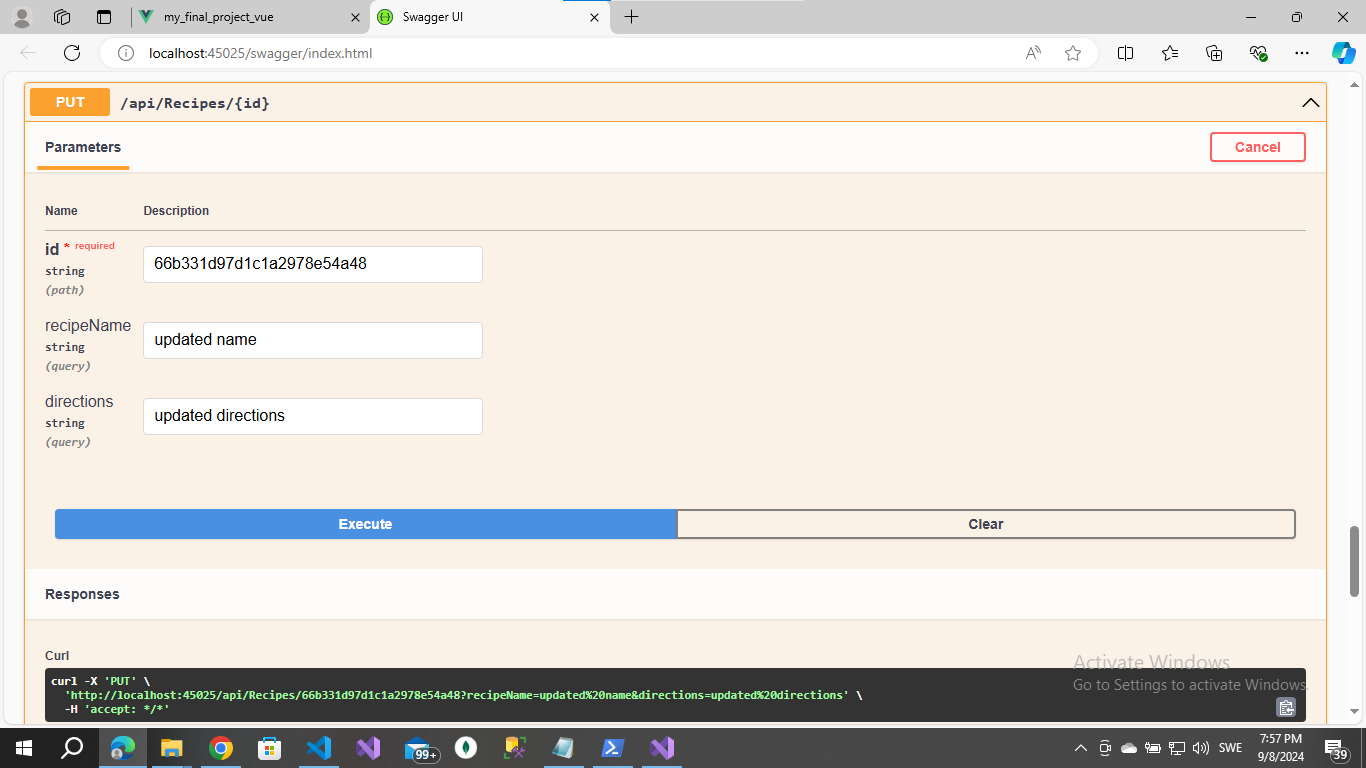 my_final_project_vue
Swagger UI
localhost:45025/swagger/index.html
PUT /api/Recipes/{id}
Parameters
Cancel
Name Description
id * required
string
(path)
66b331d97d1c1a2978e54a48
recipeName
string
(query)
updated name
directions
string
(query)
updated directions
Execute
Clear
Responses
Curl
curl -X 'PUT' \
'http://localhost:45025/api/Recipes/66b331d97d1c1a2978e54a48?recipeName=updated%20name&directions=updated%20directions' \
-H 'accept: */*'
Activate Windows
Go to Settings to activate Windows.
99+
SWE
7:57 PM
9/8/2024
39